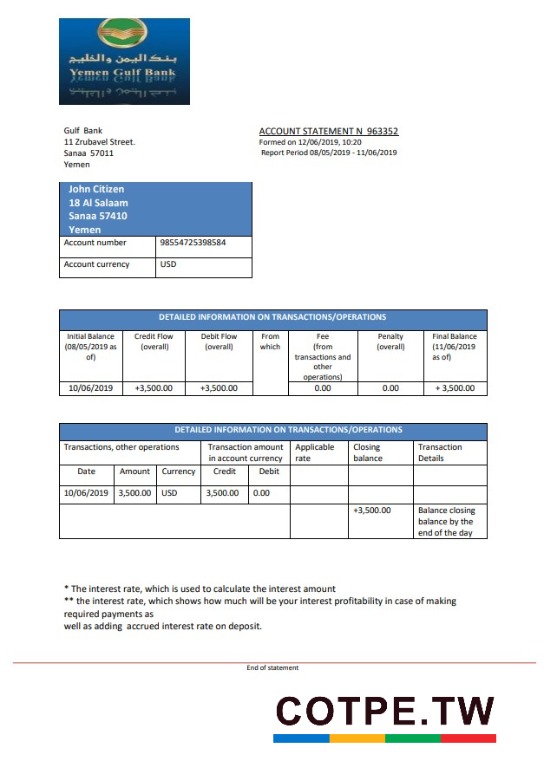 بنك اليمن والخليج
Yemen Gulf Bank
Gulf Bank
11 Zrubavel Street.
Sanaa 57011
Yemen
ACCOUNT STATEMENT N 963352
Formed on 12/06/2019, 10:20
Report Period 08/05/2019 - 11/06/2019
John Citizen
18 Al Salaam
Sanaa 57410
Yemen
Account number 98554725398584
Account currency USD
DETAILED INFORMATION ON TRANSACTIONS/OPERATIONS
Initial Balance
(08/05/2019 as
of)
Credit Flow
(overall)
Debit Flow
(overall)
From
which
Fee
(from
transactions and
other
operations)
Penalty
(overall)
Final Balance
(11/06/2019
as of)
10/06/2019 +3,500.00 +3,500.00 0.00 0.00 + 3,500.00
DETAILED INFORMATION ON TRANSACTIONS/OPERATIONS
Transactions, other operations
Transaction amount
in account currency
Applicable
rate
Closing
balance
Transaction
Details
Date Amount Currency Credit Debit
10/06/2019 3,500.00 USD 3,500.00 0.00
+3,500.00
Balance closing
balance by the
end of the day
* The interest rate, which is used to calculate the interest amount
** the interest rate, which shows how much will be your interest profitability in case of making
required payments as
well as adding accrued interest rate on deposit.
End of statement
COTPE.TW